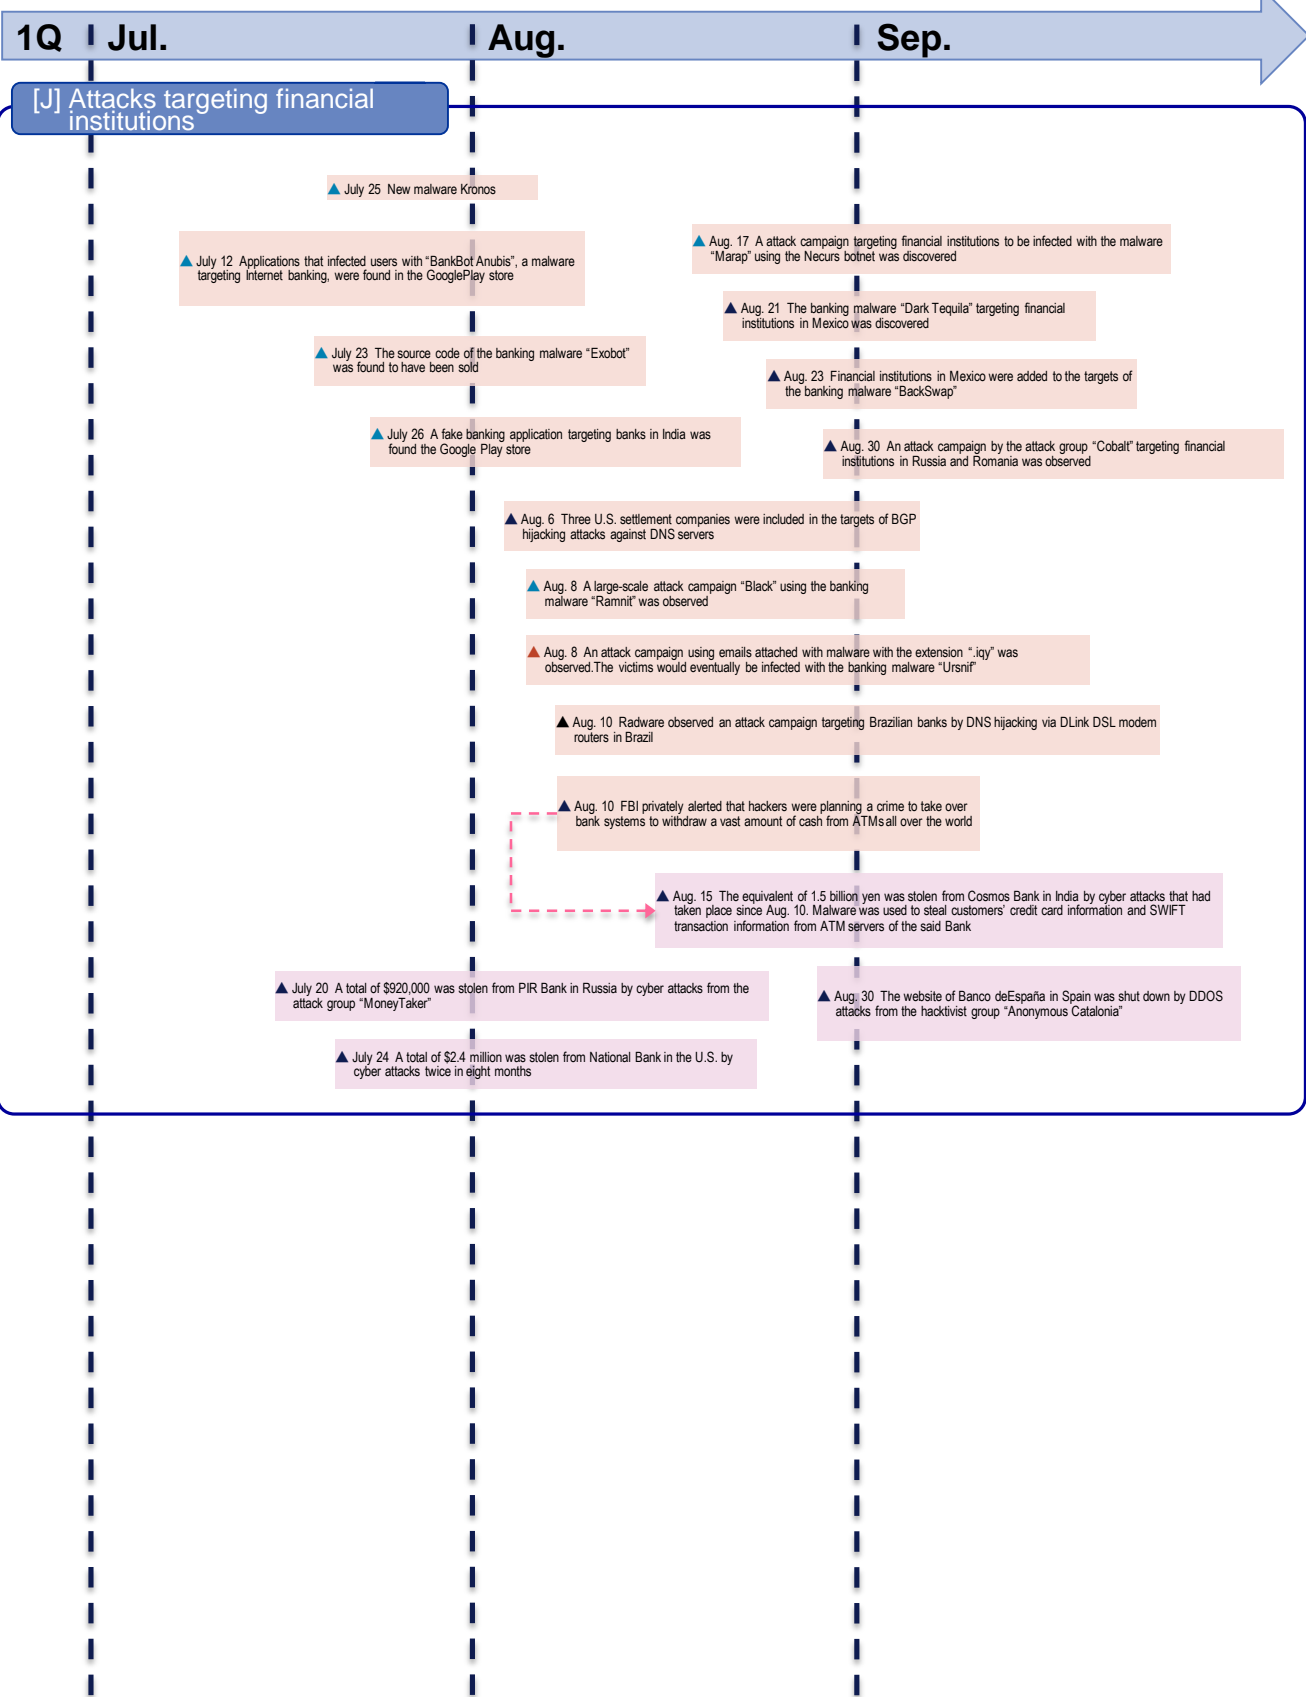 1Q
Jul.
Aug.
Sep.
[J] Attacks targeting financial
institutions
▲ July 25 New malware Kronos
▲ July 12 Applications that infected users with “BankBot Anubis”, a malware
targeting Internet banking, were found in the GooglePlay store
▲ July 23 The source code of the banking malware “Exobot”
was found to have been sold
▲ July 26 A fake banking application targeting banks in India was
found the Google Play store
▲ Aug. 17 A attack campaign targeting financial institutions to be infected with the malware
“Marap” using the Necurs botnet was discovered
▲ Aug. 21 The banking malware “Dark Tequila” targeting financial
institutions in Mexico was discovered
▲ Aug. 23 Financial institutions in Mexico were added to the targets of
the banking malware “BackSwap”
▲ Aug. 30 An attack campaign by the attack group “Cobalt” targeting financial
institutions in Russia and Romania was observed
▲ Aug. 6 Three U.S. settlement companies were included in the targets of BGP
hijacking attacks against DNS servers
▲ Aug. 8 A large-scale attack campaign “Black” using the banking
malware “Ramnit” was observed
▲ Aug. 8 An attack campaign using emails attached with malware with the extension “.iqy” was
observed.The victims would eventually be infected with the banking malware “Ursnif”
▲ Aug. 10 Radware observed an attack campaign targeting Brazilian banks by DNS hijacking via DLink DSL modem
routers in Brazil
▲ Aug. 10 FBI privately alerted that hackers were planning a crime to take over
bank systems to withdraw a vast amount of cash from ATMs all over the world
▲ Aug. 15 The equivalent of 1.5 billion yen was stolen from Cosmos Bank in India by cyber attacks that had
taken place since Aug. 10. Malware was used to steal customers’ credit card information and SWIFT
transaction information from ATM servers of the said Bank
▲ July 20 A total of $920,000 was stolen from PIR Bank in Russia by cyber attacks from the
attack group “MoneyTaker”
▲ Aug. 30 The website of Banco deEspaña in Spain was shut down by DDOS
attacks from the hacktivist group “Anonymous Catalonia”
▲ July 24 A total of $2.4 million was stolen from National Bank in the U.S. by
cyber attacks twice in eight months